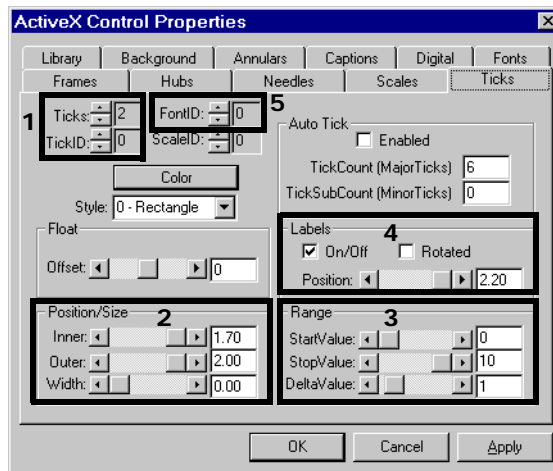 ActiveX Control Properties
Library Background Annulars Captions Digital Fonts
Frames Hubs Needles Scales Ticks
1 Ticks: 2 FontID: 0 5
TickID: 0 ScaleID: 0
Color
Style: 0 - Rectangle
Float
Offset: 0
Position/Size 2
Inner: 1.70
Outer: 2.00
Width: 0.00
Auto Tick
Enabled
TickCount (MajorTicks) 6
TickSubCount (MinorTicks) 0
Labels 4
On/Off Rotated
Position: 2.20
Range 3
StartValue: 0
StopValue: 10
DeltaValue: 1
OK Cancel Apply